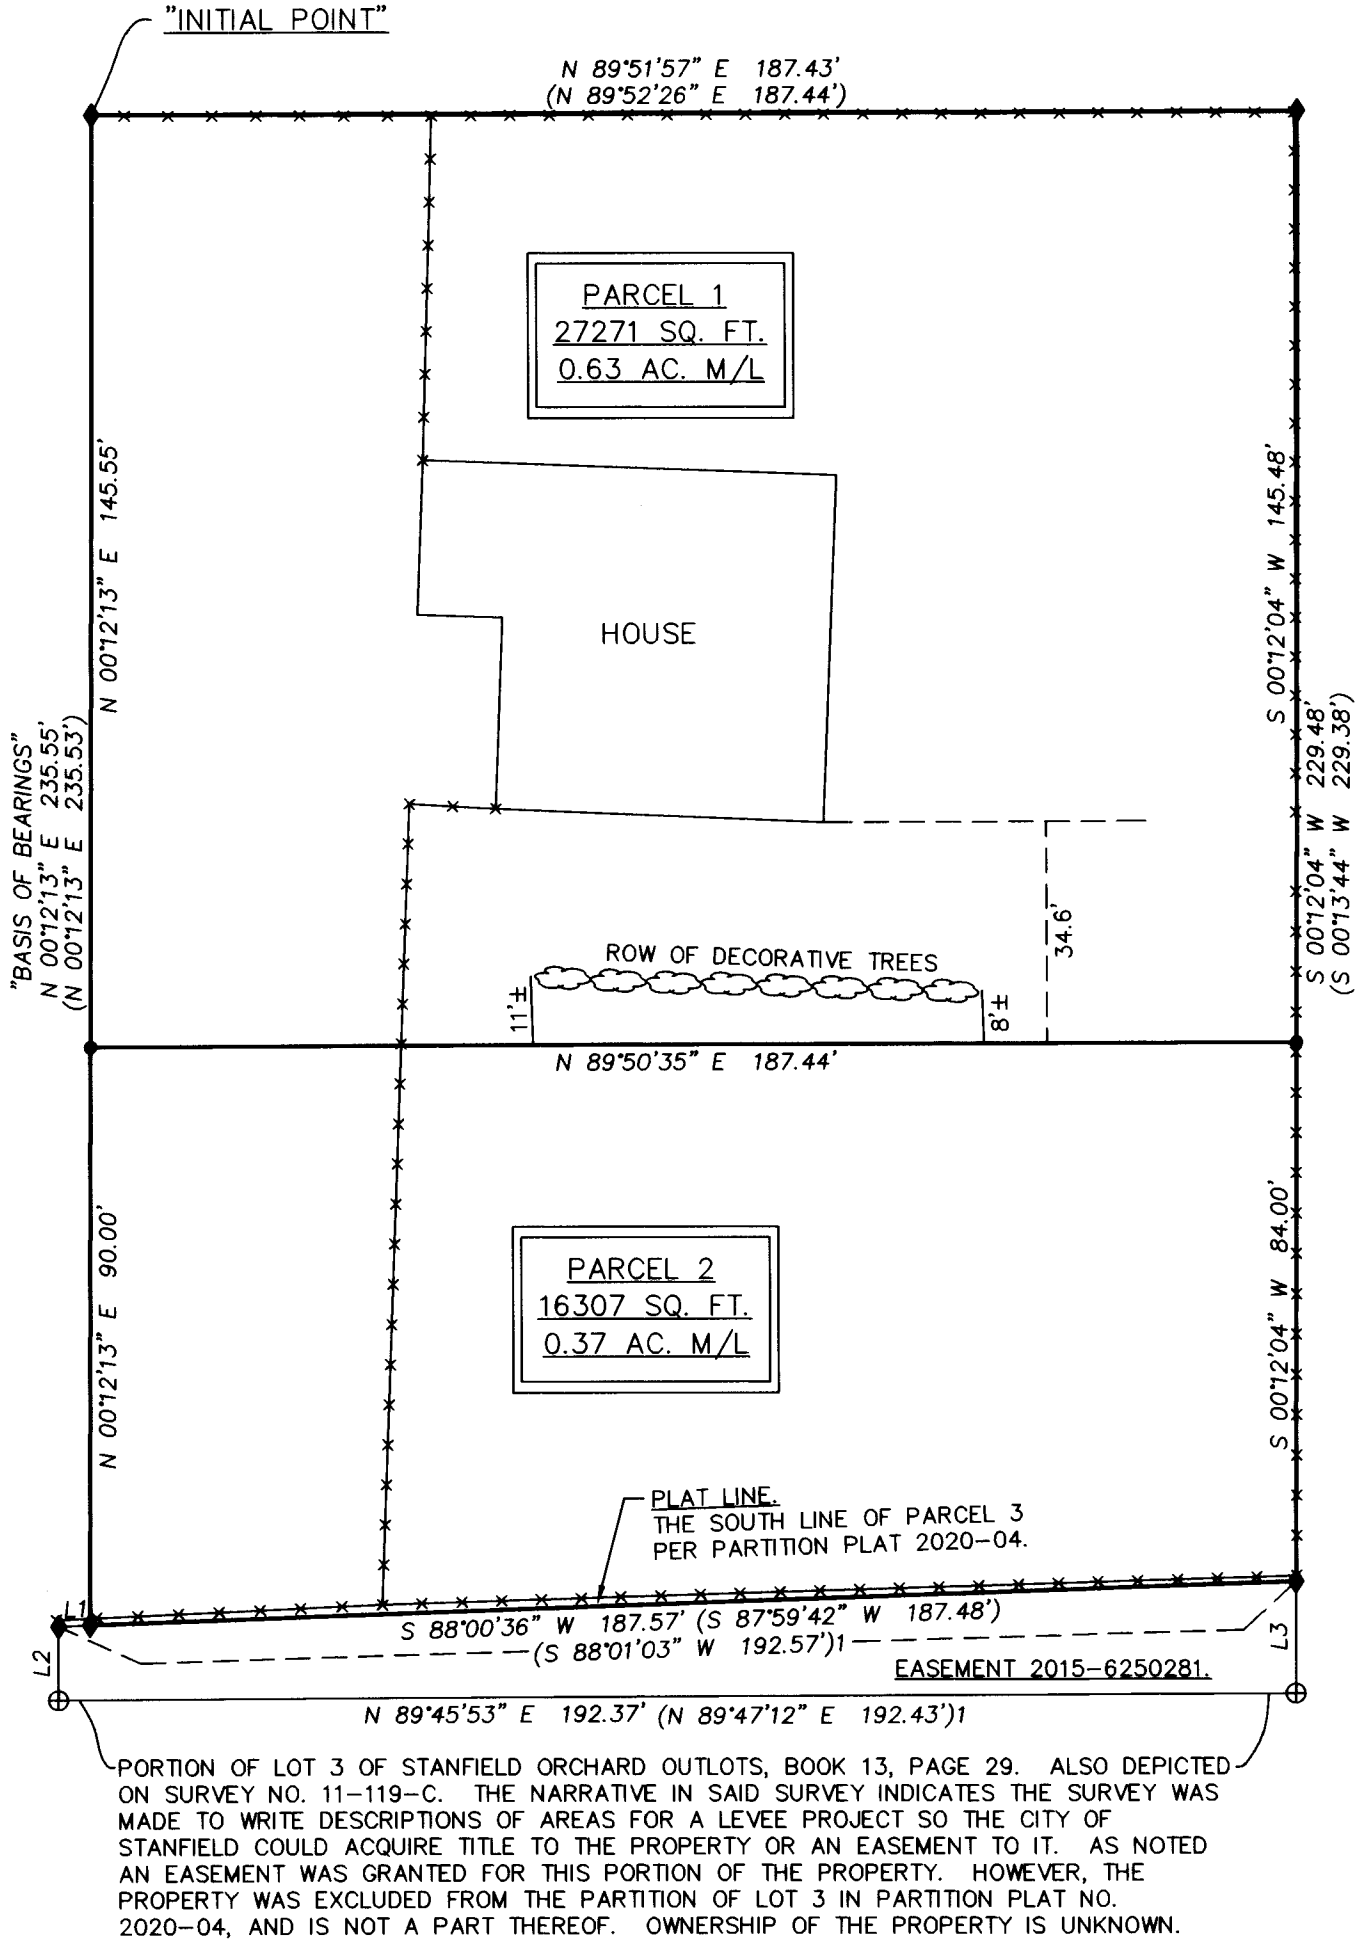 "INITIAL POINT"
N 89°51'57" E 187.43'
(N 89°52'26" E 187.44')
PARCEL 1
27271 SQ. FT.
0.63 AC. M/L
N 00°12'13" E 145.55'
S 00°12'04" W 145.48'
HOUSE
"BASIS OF BEARINGS"
N 00°12'13" E 235.55'
(N 00°12'13" E 235.53')
S 00°12'04" W 229.48'
(S 00°13'44" W 229.38')
34.6'
ROW OF DECORATIVE TREES
11'±
8'±
N 89°50'35" E 187.44'
N 00°12'13" E 90.00'
S 00°12'04" W 84.00'
PARCEL 2
16307 SQ. FT.
0.37 AC. M/L
PLAT LINE.
THE SOUTH LINE OF PARCEL 3
PER PARTITION PLAT 2020-04.
L1
S 88°00'36" W 187.57' (S 87°59'42" W 187.48')
(S 88°01'03" W 192.57')1
L2
L3
EASEMENT 2015-6250281.
N 89°45'53" E 192.37' (N 89°47'12" E 192.43')1
PORTION OF LOT 3 OF STANFIELD ORCHARD OUTLOTS, BOOK 13, PAGE 29. ALSO DEPICTED
ON SURVEY NO. 11-119-C. THE NARRATIVE IN SAID SURVEY INDICATES THE SURVEY WAS
MADE TO WRITE DESCRIPTIONS OF AREAS FOR A LEVEE PROJECT SO THE CITY OF
STANFIELD COULD ACQUIRE TITLE TO THE PROPERTY OR AN EASEMENT TO IT. AS NOTED
AN EASEMENT WAS GRANTED FOR THIS PORTION OF THE PROPERTY. HOWEVER, THE
PROPERTY WAS EXCLUDED FROM THE PARTITION OF LOT 3 IN PARTITION PLAT NO.
2020-04, AND IS NOT A PART THEREOF. OWNERSHIP OF THE PROPERTY IS UNKNOWN.